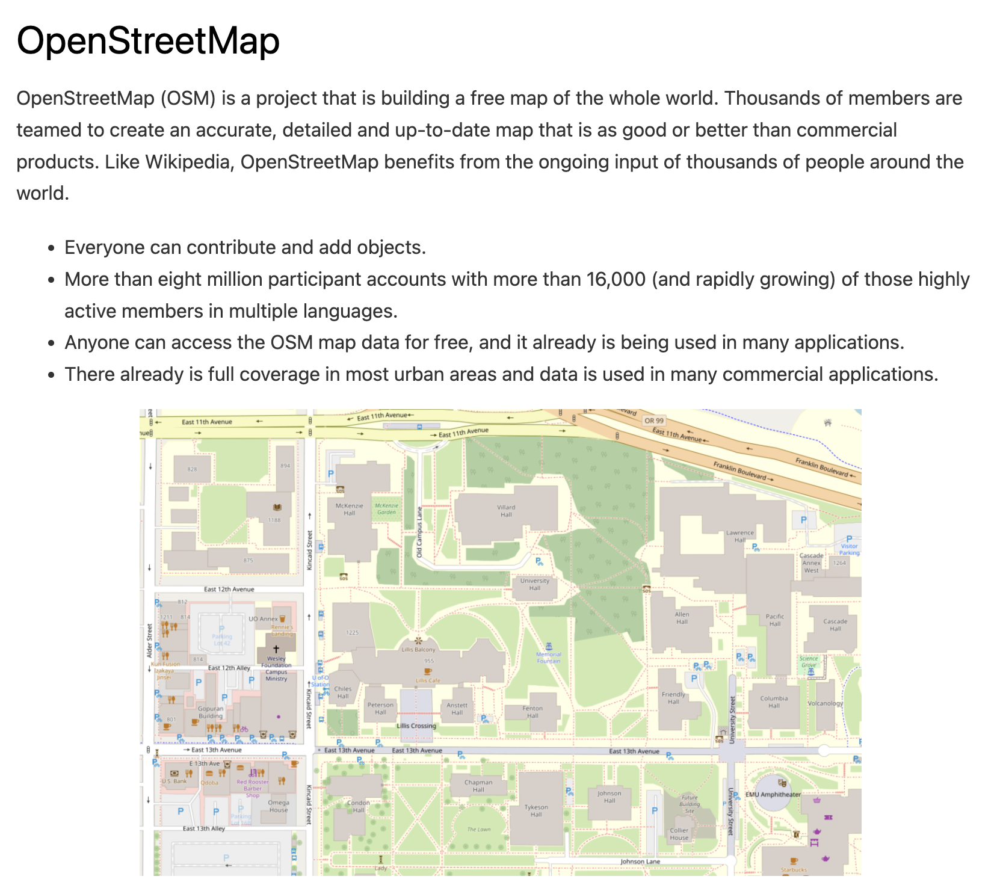 OpenStreetMap
OpenStreetMap (OSM) is a project that is building a free map of the whole world. Thousands of members are
teamed to create an accurate, detailed and up-to-date map that is as good or better than commercial
products. Like Wikipedia, OpenStreetMap benefits from the ongoing input of thousands of people around the
world.
• Everyone can contribute and add objects.
• More than eight million participant accounts with more than 16,000 (and rapidly growing) of those highly
active members in multiple languages.
• Anyone can access the OSM map data for free, and it already is being used in many applications.
• There already is full coverage in most urban areas and data is used in many commercial applications.
East 11th Avenue
East 11th Avenue
East 11th Avenue
OR 99
East 11th Avenue
Franklin Boulevard
Franklin Boulevard
828
894
1188
875
P
McKenzie
Hall
McKenzie
Garden
Old Campus Lane
Villard
Hall
Kincaid Street
Lawrence
Hall
P
P
Visitor
Parking
Cascade
Annex
West
1264
SOS
SOS
SOS
University
Hall
East 12th Avenue
812
1211
814
Parking
Lot 42
UO Annex
Rennie's
Landing
Alder Street
814
Wesley
Foundation
Campus
Ministry
Kun Fusion
Izakaya
Jinsei
East 12th Alley
P
P
P
Gopuran
Building
801
1225
Lillis Balcony
955
Lillis Cafe
U of O
Station
Chiles
Hall
Peterson
Hall
Anstett
Hall
Lillis Crossing
Kincaid Street
Memorial
Fountain
Fenton
Hall
Allen
Hall
Pacific
Hall
Cascade
Hall
Science
Grove
P
Friendly
Hall
Columbia
Hall
Volcanology
University Street
SOS
East 13th Avenue
East 13th Avenue
East 13th Avenue
East 13th Avenue
E 13th Ave
U.S. Bank
Qdoba
Red Rooster
Barber
Shop
Omega
House
P
P
P
Parking
East 13th Alley
P
Kincaid Street
Condon
Hall
Chapman
Hall
The Lawn
Tykeson
Hall
Johnson
Hall
P
Future
Building
Site
Collier
House
University Street
P
EMU Amphitheater
Johnson Lane
Lady
Starbucks